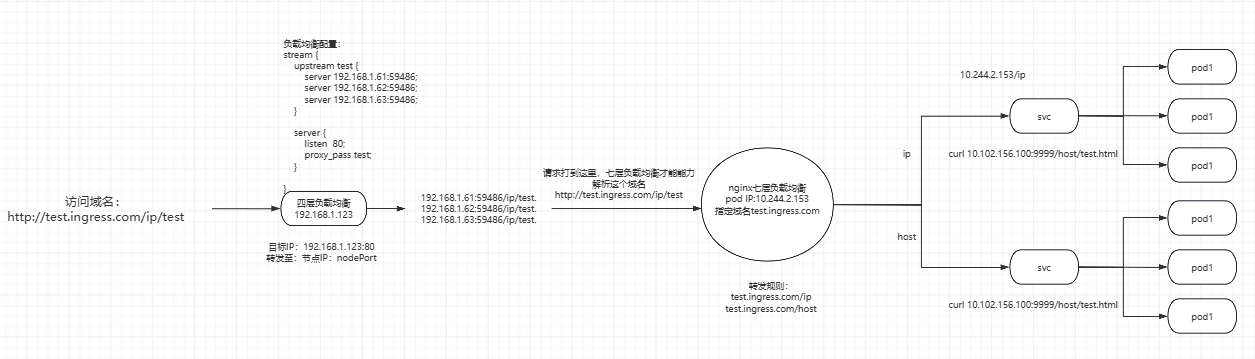 访问域名：
http://test.ingress.com/ip/test
负载均衡配置：
stream {
upstream test {
server 192.168.1.61:59486;
server 192.168.1.62:59486;
server 192.168.1.63:59486;
}
server {
listen  80;
proxy_pass test;
}
}
四层负载均衡
192.168.1.123
目标IP：192.168.1.123:80
转发至：节点IP：nodePort
192.168.1.61:59486/ip/test.
192.168.1.62:59486/ip/test.
192.168.1.63:59486/ip/test.
请求打到这里，七层负载均衡才能能力
解析这个域名
http://test.ingress.com/ip/test
nginx七层负载均衡
pod IP:10.244.2.153
指定域名test.ingress.com
转发规则：
test.ingress.com/ip
test.ingress.com/host
ip
host
10.244.2.153/ip
svc
curl 10.102.156.100:9999/host/test.html
pod1
pod1
pod1
svc
curl 10.102.156.100:9999/host/test.html
pod1
pod1
pod1